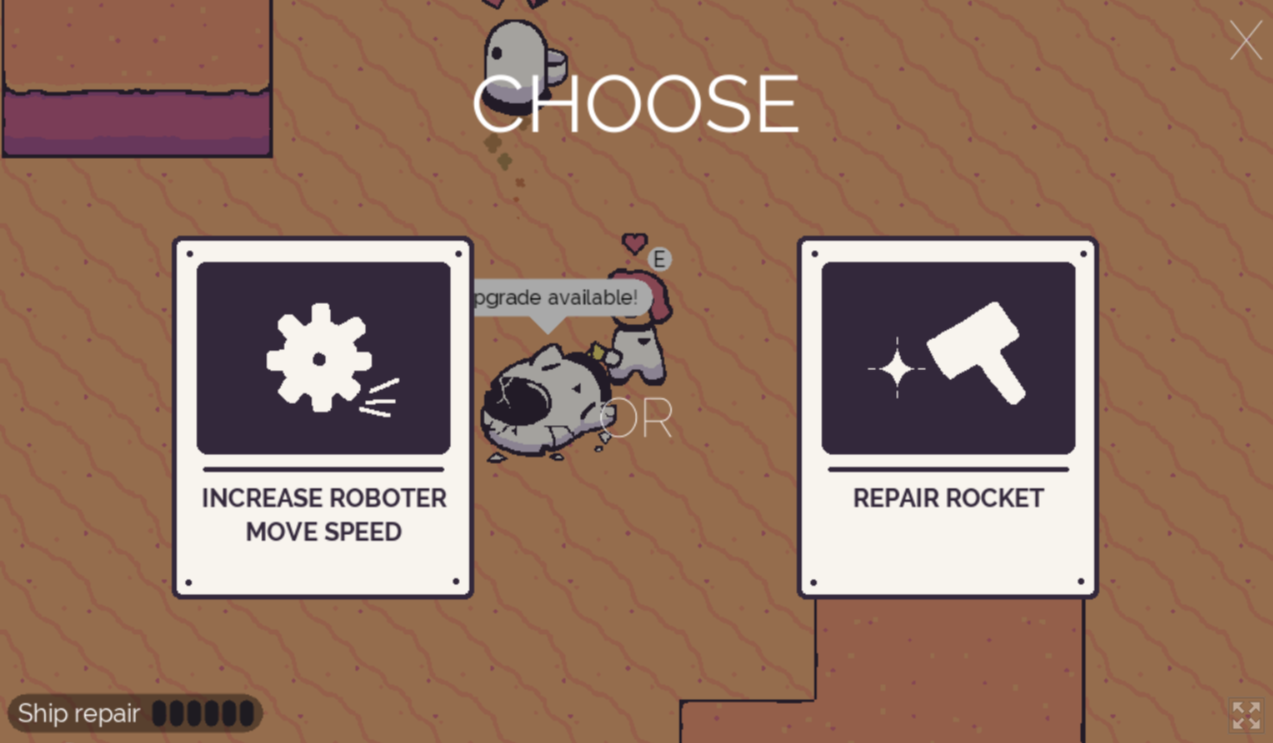 CHOOSE
E
pgrade available!
OR
INCREASE ROBOTER
MOVE SPEED
REPAIR ROCKET
Ship repair